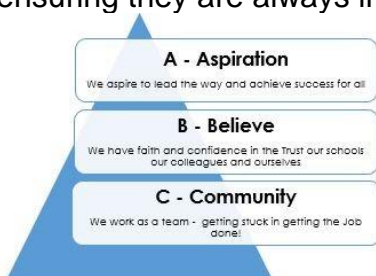 ensuring they are always i
A - Aspiration
We aspire to lead the way and achieve success for all
B - Believe
We have faith and confidence in the Trust our schools
our colleagues and ourselves
C - Community
We work as a team - getting stuck in getting the Job
done!